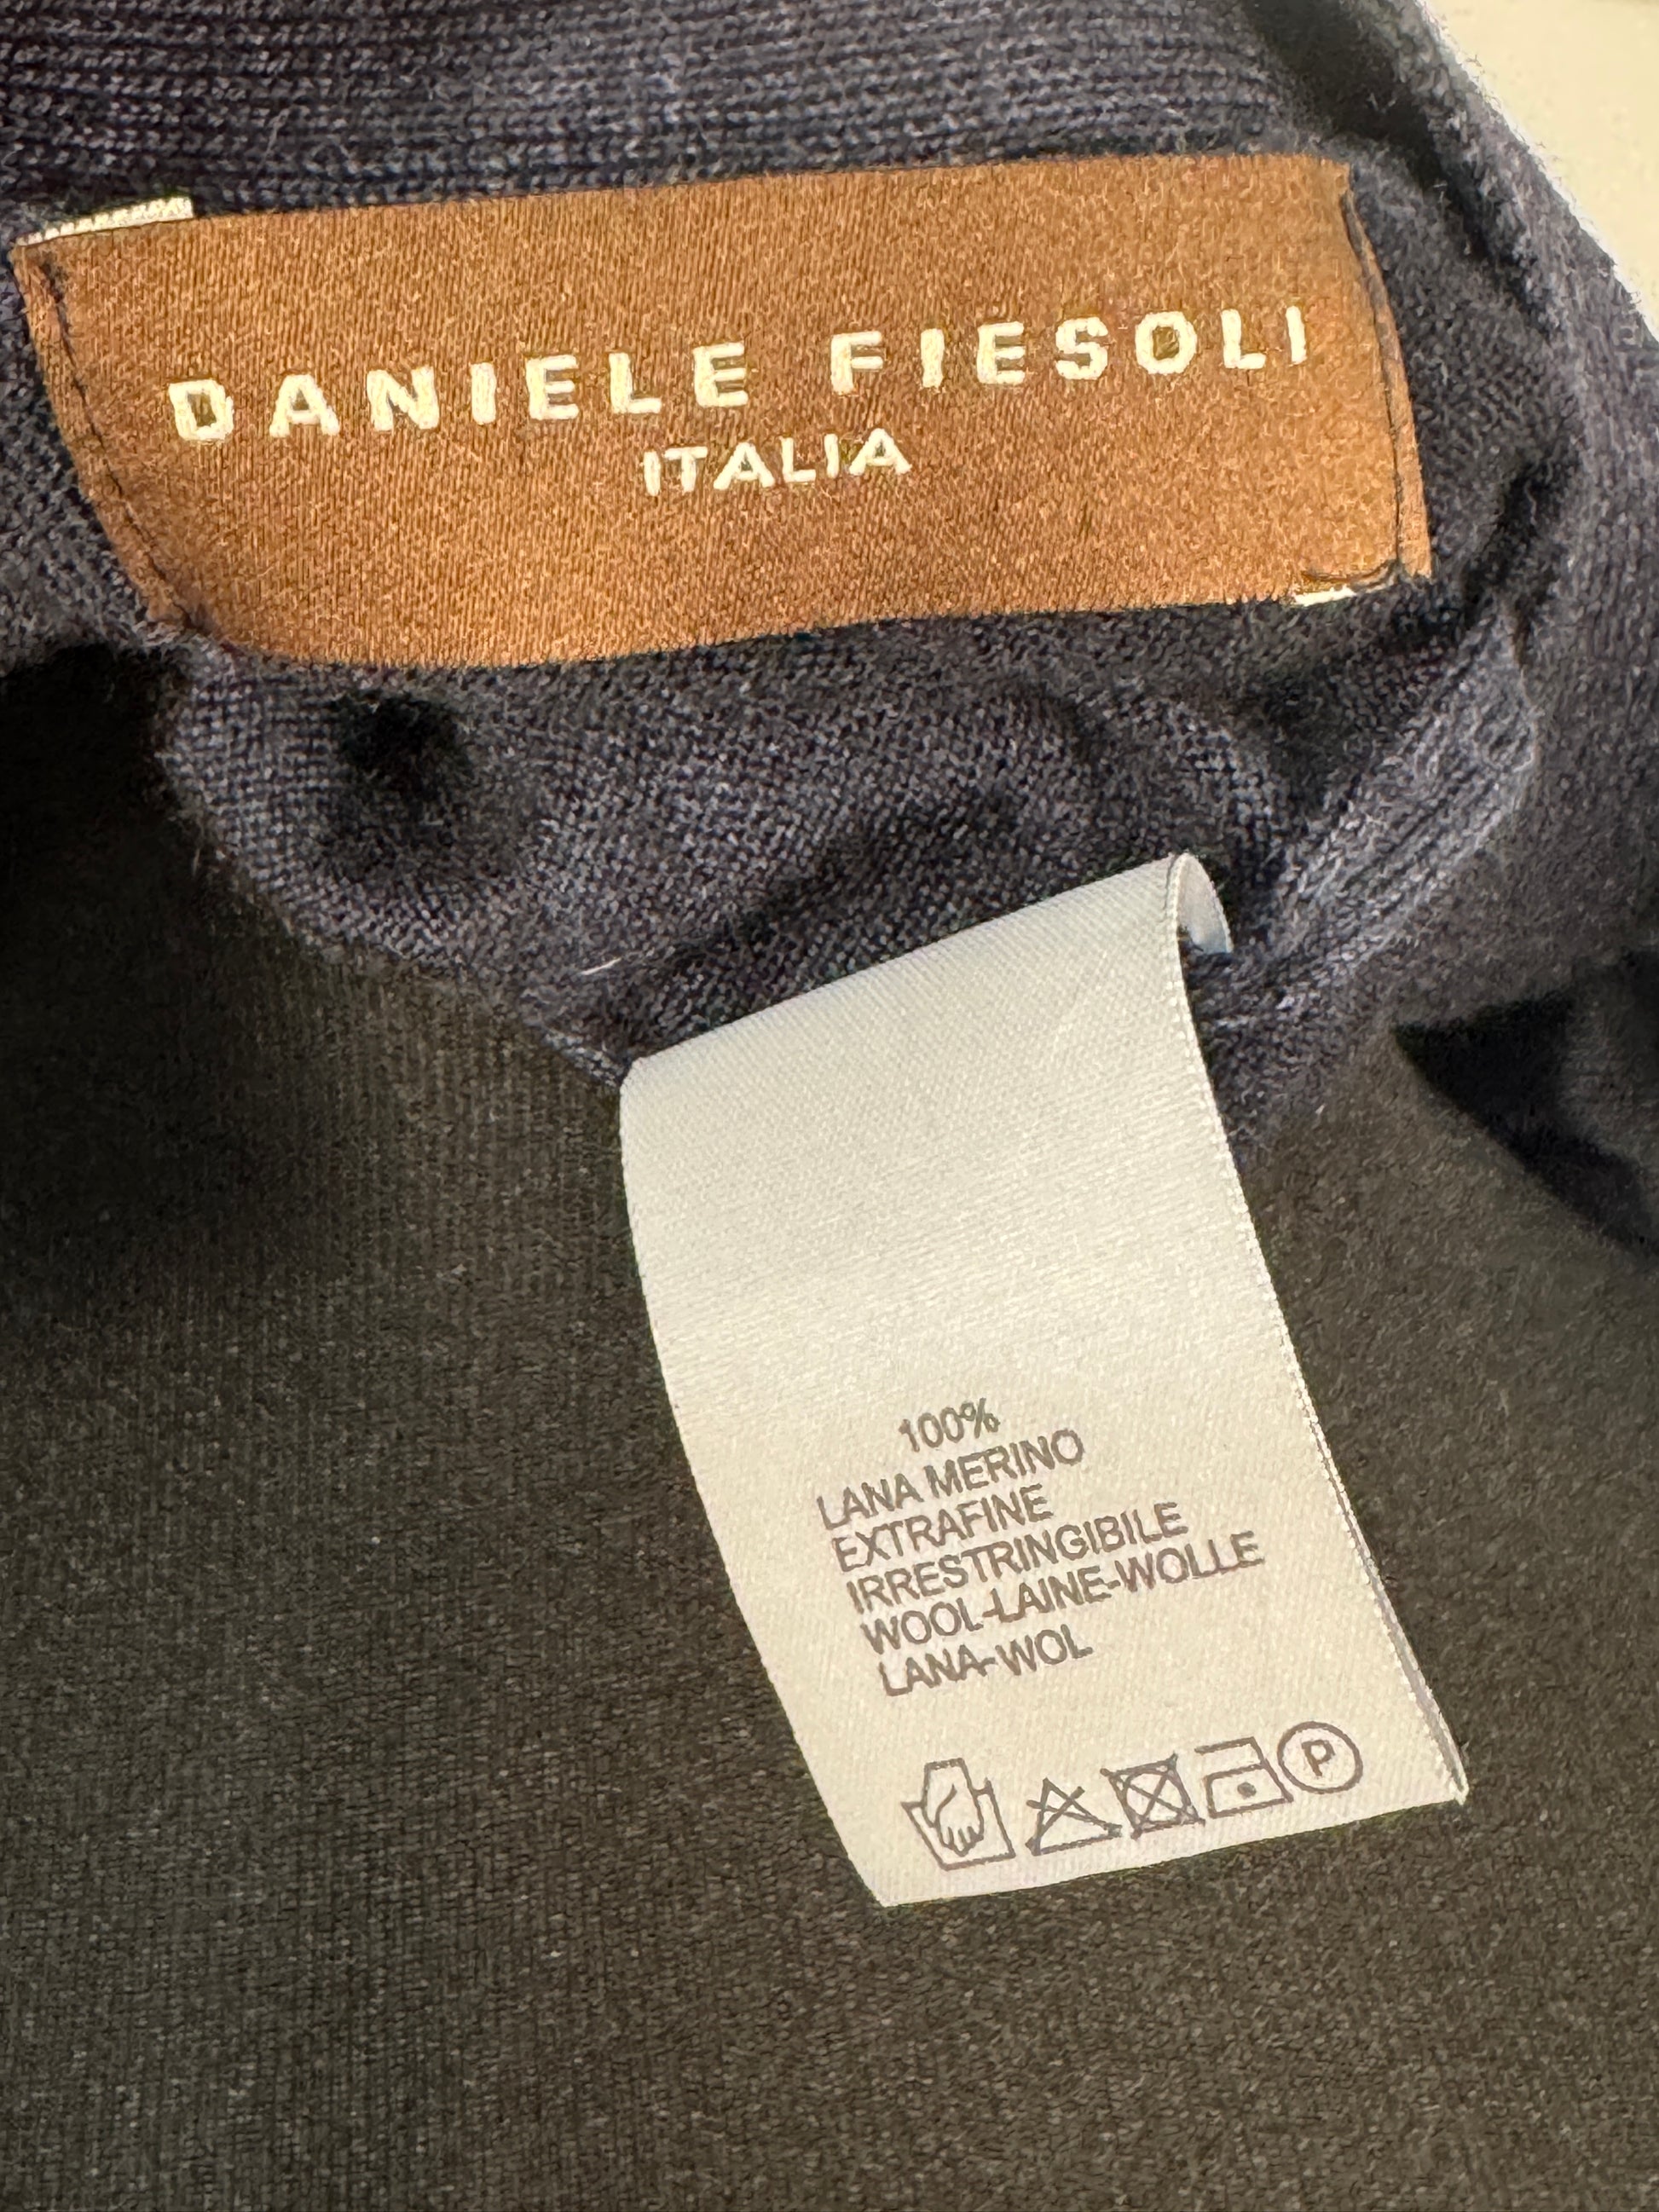 DANIELE FIESOLI
ITALIA
100%
LANA MERINO
EXTRAFINE
IRRESTRINGIBILE
WOOL-LAINE-WOLLE
LANA-WOL
P